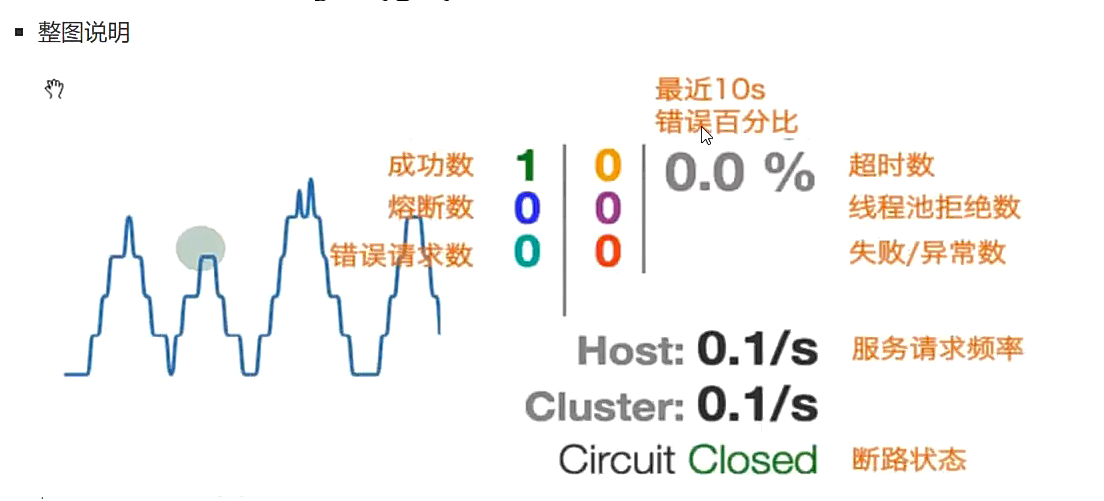 整图说明
最近10s
错误百分比
成功数 1 0 0.0 % 超时数
熔断数 0 0 线程池拒绝数
错误请求数 0 0 失败/异常数
Host: 0.1/s 服务请求频率
Cluster: 0.1/s
Circuit Closed 断路状态